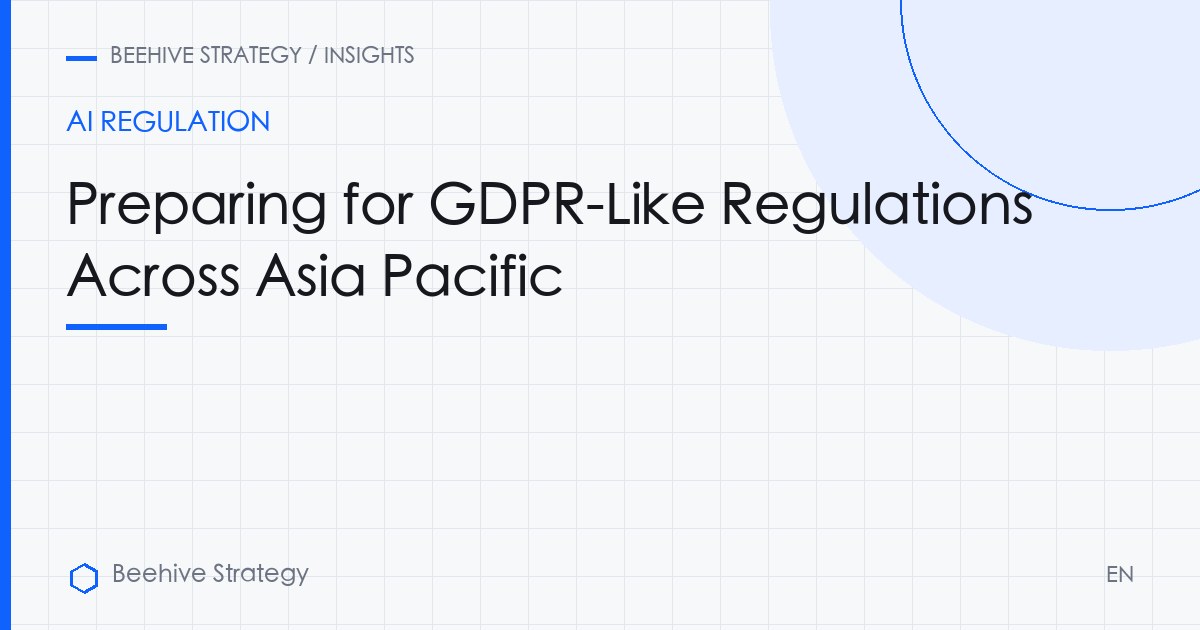 BEEHIVE STRATEGY / INSIGHTS
AI REGULATION
Preparing for GDPR-Like Regulations
Across Asia Pacific
Beehive Strategy
EN